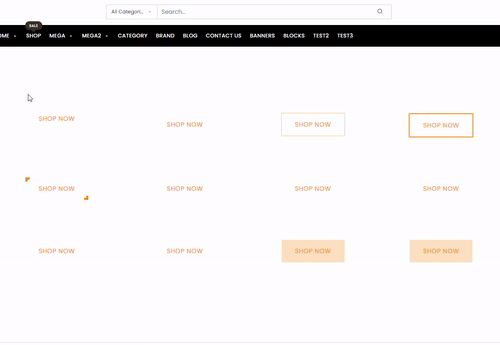 All Categori... Search...
SALE
OME SHOP MEGA MEGA2 CATEGORY BRAND BLOG CONTACT US BANNERS BLOCKS TEST2 TEST3
SHOP NOW SHOP NOW SHOP NOW SHOP NOW
SHOP NOW SHOP NOW SHOP NOW SHOP NOW
SHOP NOW SHOP NOW SHOP NOW SHOP NOW